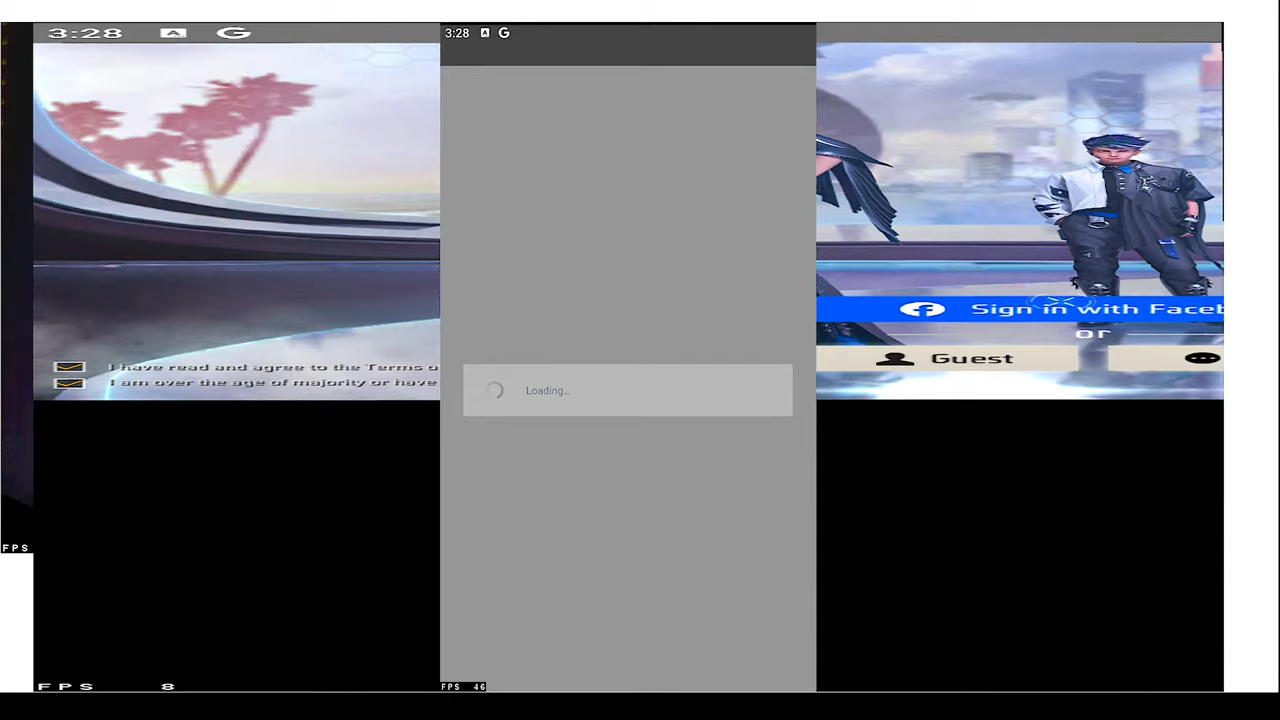 3:28 A G
3:28 A G
Sign in with Faceb
or
Guest
I have read and agree to the Terms o
I am over the age of majority or have
Loading...
FPS
FPS 8
FPS 46